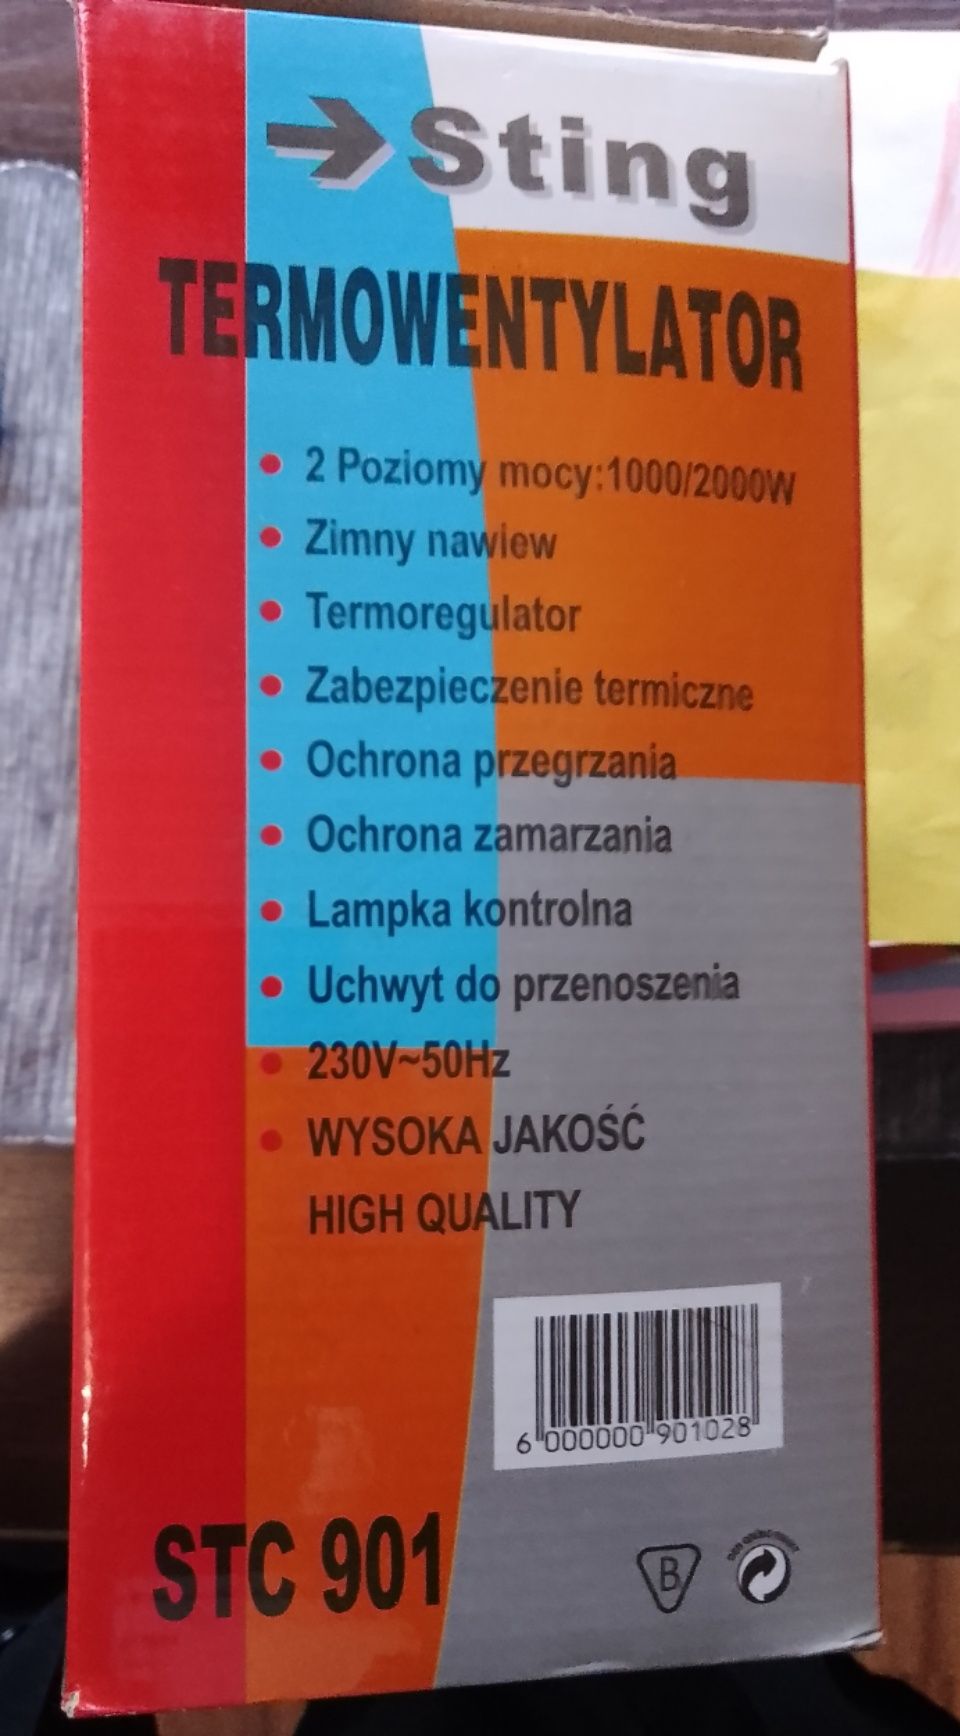 Sting
TERMOWENTYLATOR
• 2 Poziomy mocy:1000/2000W
• Zimny nawiew
• Termoregulator
• Zabezpieczenie termiczne
• Ochrona przegrzania
• Ochrona zamarzania
• Lampka kontrolna
• Uchwyt do przenoszenia
• 230V~50Hz
• WYSOKA JAKOŚĆ
HIGH QUALITY
6 000000 901028
STC 901
B